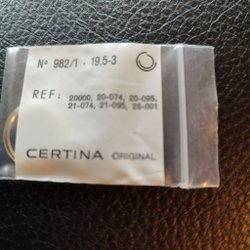 Nº 982/1 · 19,5-3
REF: 20000, 20-074, 20-095,
21-074, 21-095, 26-001
CERTINA ORIGINAL